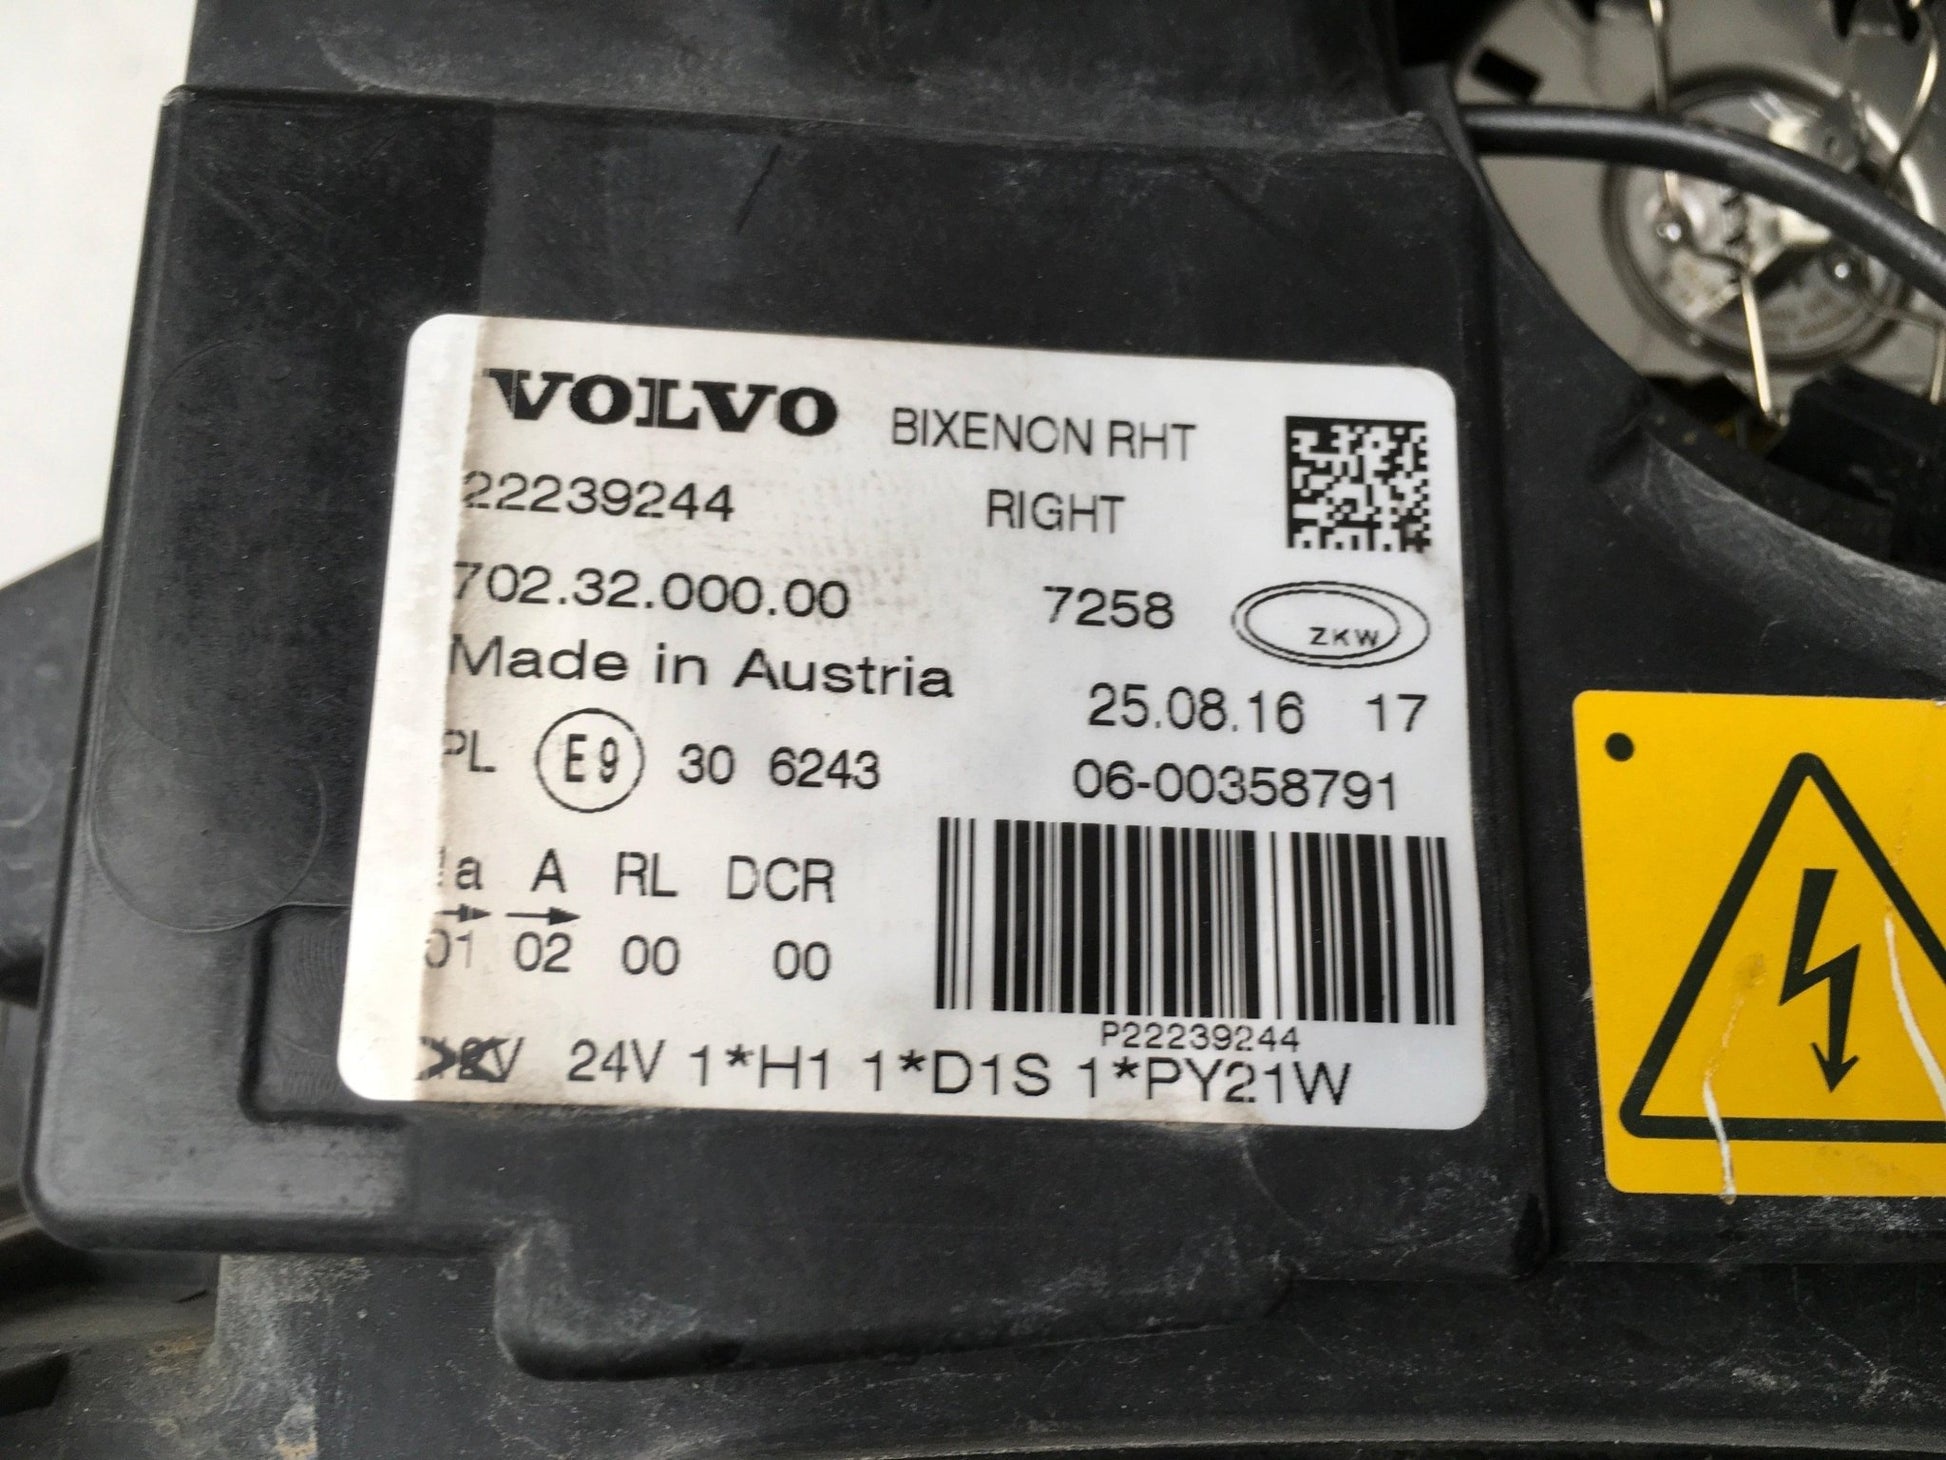 VOLVO BIXENON RHT
22239244 RIGHT
702.32.000.00 7258 ZKW
Made in Austria
25.08.16 17
PL E9 30 6243
06-00358791
1a A RL DCR
01 02 00 00
P22239244
12V 24V 1*H1 1*D1S 1*PY21W